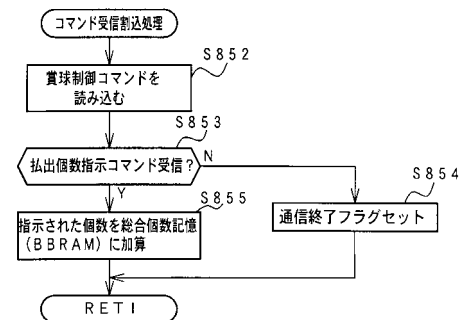 コマンド受信割込処理
S852
賞球制御コマンドを
読み込む
S853
払出個数指示コマンド受信?
N
Y
S854
通信終了フラグセット
S855
指示された個数を総合個数記憶
(BBRAM)に加算
RETI